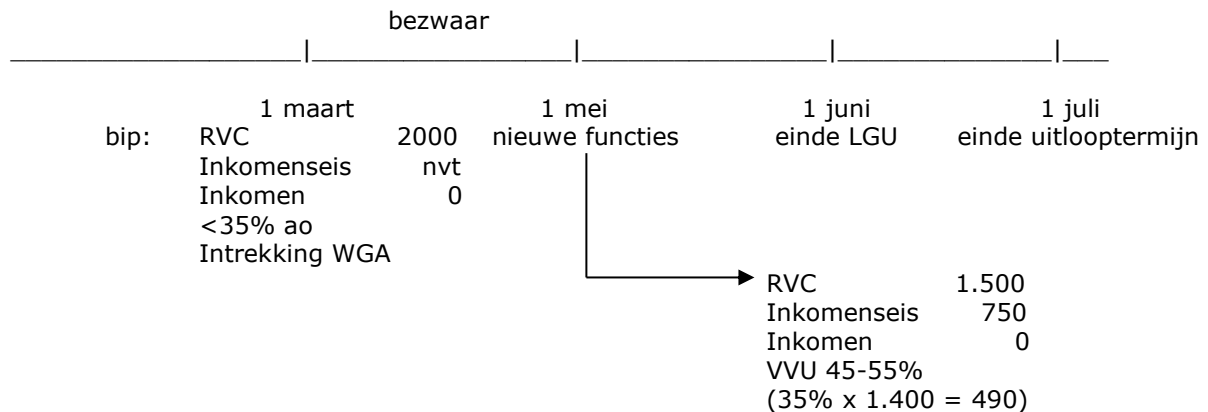 bezwaar
1 maart 1 mei 1 juni 1 juli
bip: RVC 2000 nieuwe functies einde LGU einde uitlooptermijn
Inkomenseis nvt
Inkomen 0
<35% ao
Intrekking WGA
RVC 1.500
Inkomenseis 750
Inkomen 0
VVU 45-55%
(35% x 1.400 = 490)